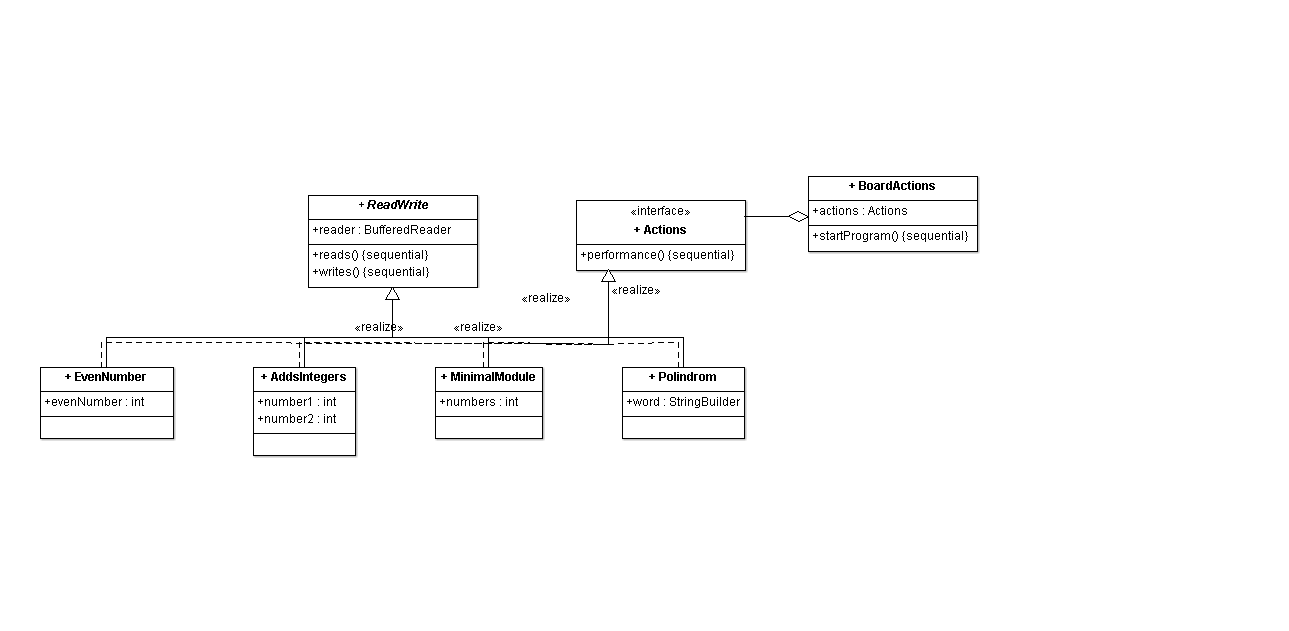 + ReadWrite
+reader : BufferedReader
+reads() {sequential}
+writes() {sequential}
«interface»
+ Actions
+performance() {sequential}
+ BoardActions
+actions : Actions
+startProgram() {sequential}
«realize»
«realize»
«realize»
«realize»
+ EvenNumber
+evenNumber : int
+ AddsIntegers
+number1 : int
+number2 : int
+ MinimalModule
+numbers : int
+ Polindrom
+word : StringBuilder